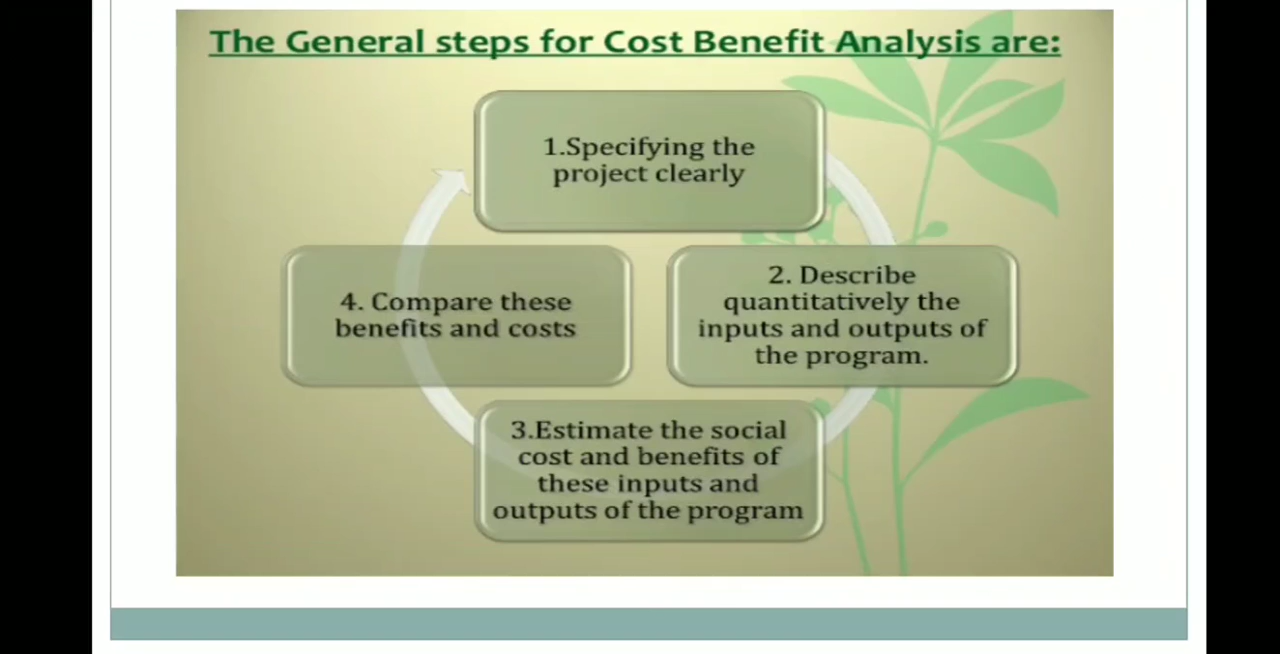 The General steps for Cost Benefit Analysis are:
1.Specifying the
project clearly
2. Describe
quantitatively the
inputs and outputs of
the program.
3.Estimate the social
cost and benefits of
these inputs and
outputs of the program
4. Compare these
benefits and costs